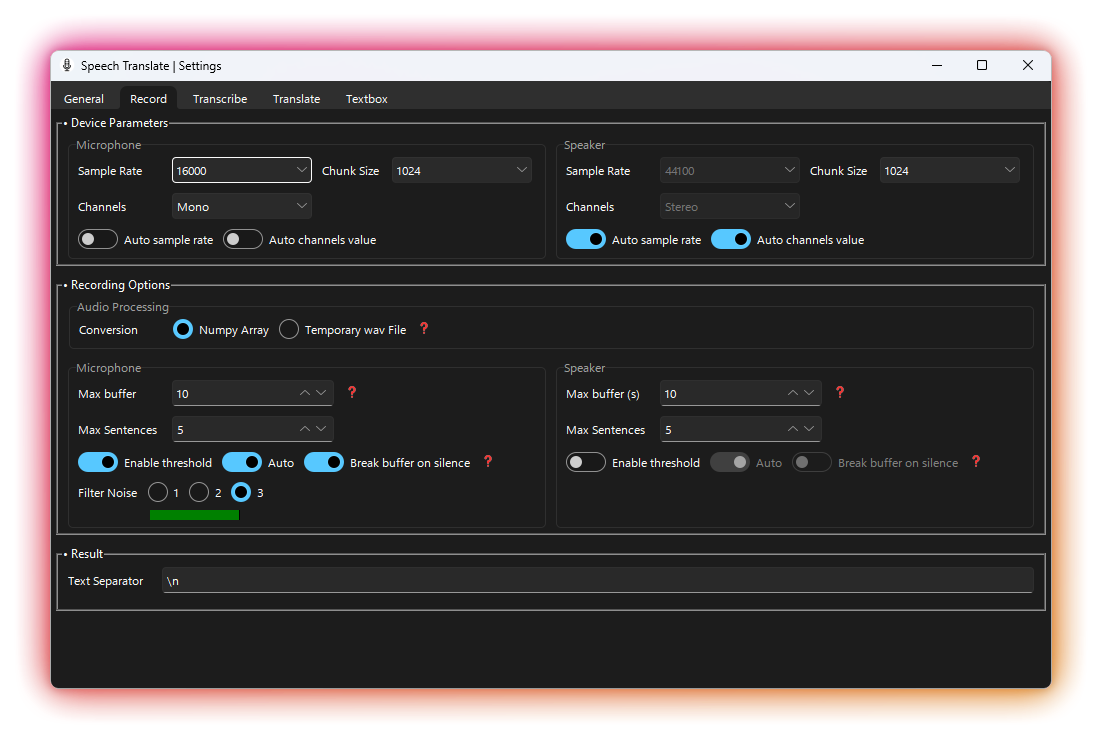 Speech Translate | Settings
General Record Transcribe Translate Textbox
• Device Parameters
Microphone
Sample Rate 16000 Chunk Size 1024
Channels Mono
Auto sample rate Auto channels value
Speaker
Sample Rate 44100 Chunk Size 1024
Channels Stereo
Auto sample rate Auto channels value
• Recording Options
Audio Processing
Conversion Numpy Array Temporary wav File ?
Microphone
Max buffer 10 ?
Max Sentences 5
Enable threshold Auto Break buffer on silence ?
Filter Noise 1 2 3
Speaker
Max buffer (s) 10 ?
Max Sentences 5
Enable threshold Auto Break buffer on silence ?
• Result
Text Separator \n